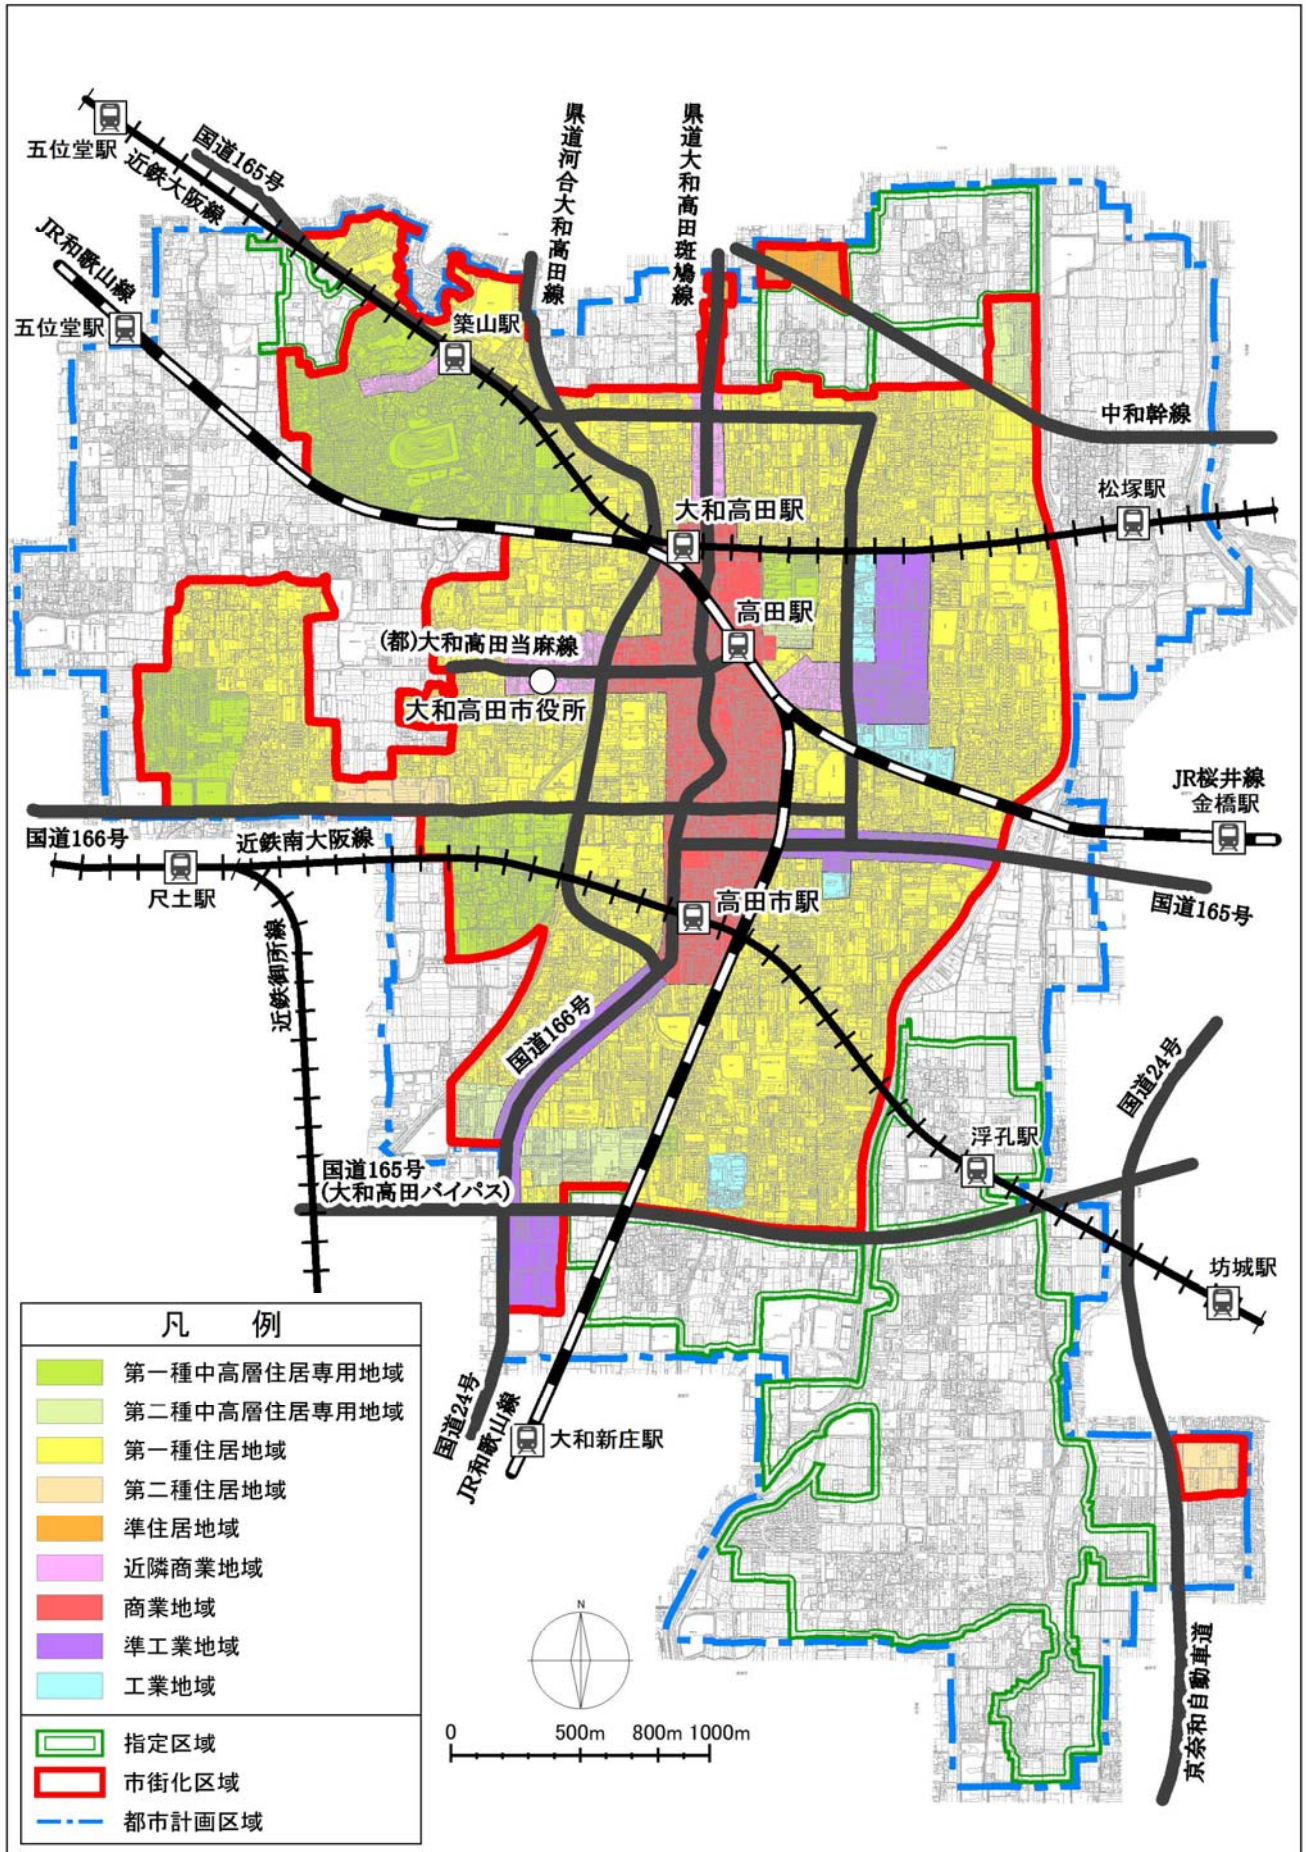 県道河合大和高田線
県道大和高田斑鳩線
五位堂駅
国道165号
近鉄大阪線
JR和歌山線
五位堂駅
築山駅
中和幹線
松塚駅
大和高田駅
高田駅
(都)大和高田当麻線
大和高田市役所
JR桜井線
金橋駅
国道166号
近鉄南大阪線
尺土駅
高田市駅
国道165号
近鉄御所線
国道166号
国道24号
浮孔駅
国道165号
(大和高田バイパス)
坊城駅
国道24号
JR和歌山線
大和新庄駅
京奈和自動車道
凡 例
第一種中高層住居専用地域
第二種中高層住居専用地域
第一種住居地域
第二種住居地域
準住居地域
近隣商業地域
商業地域
準工業地域
工業地域
指定区域
市街化区域
都市計画区域
N
0 500m 800m 1000m